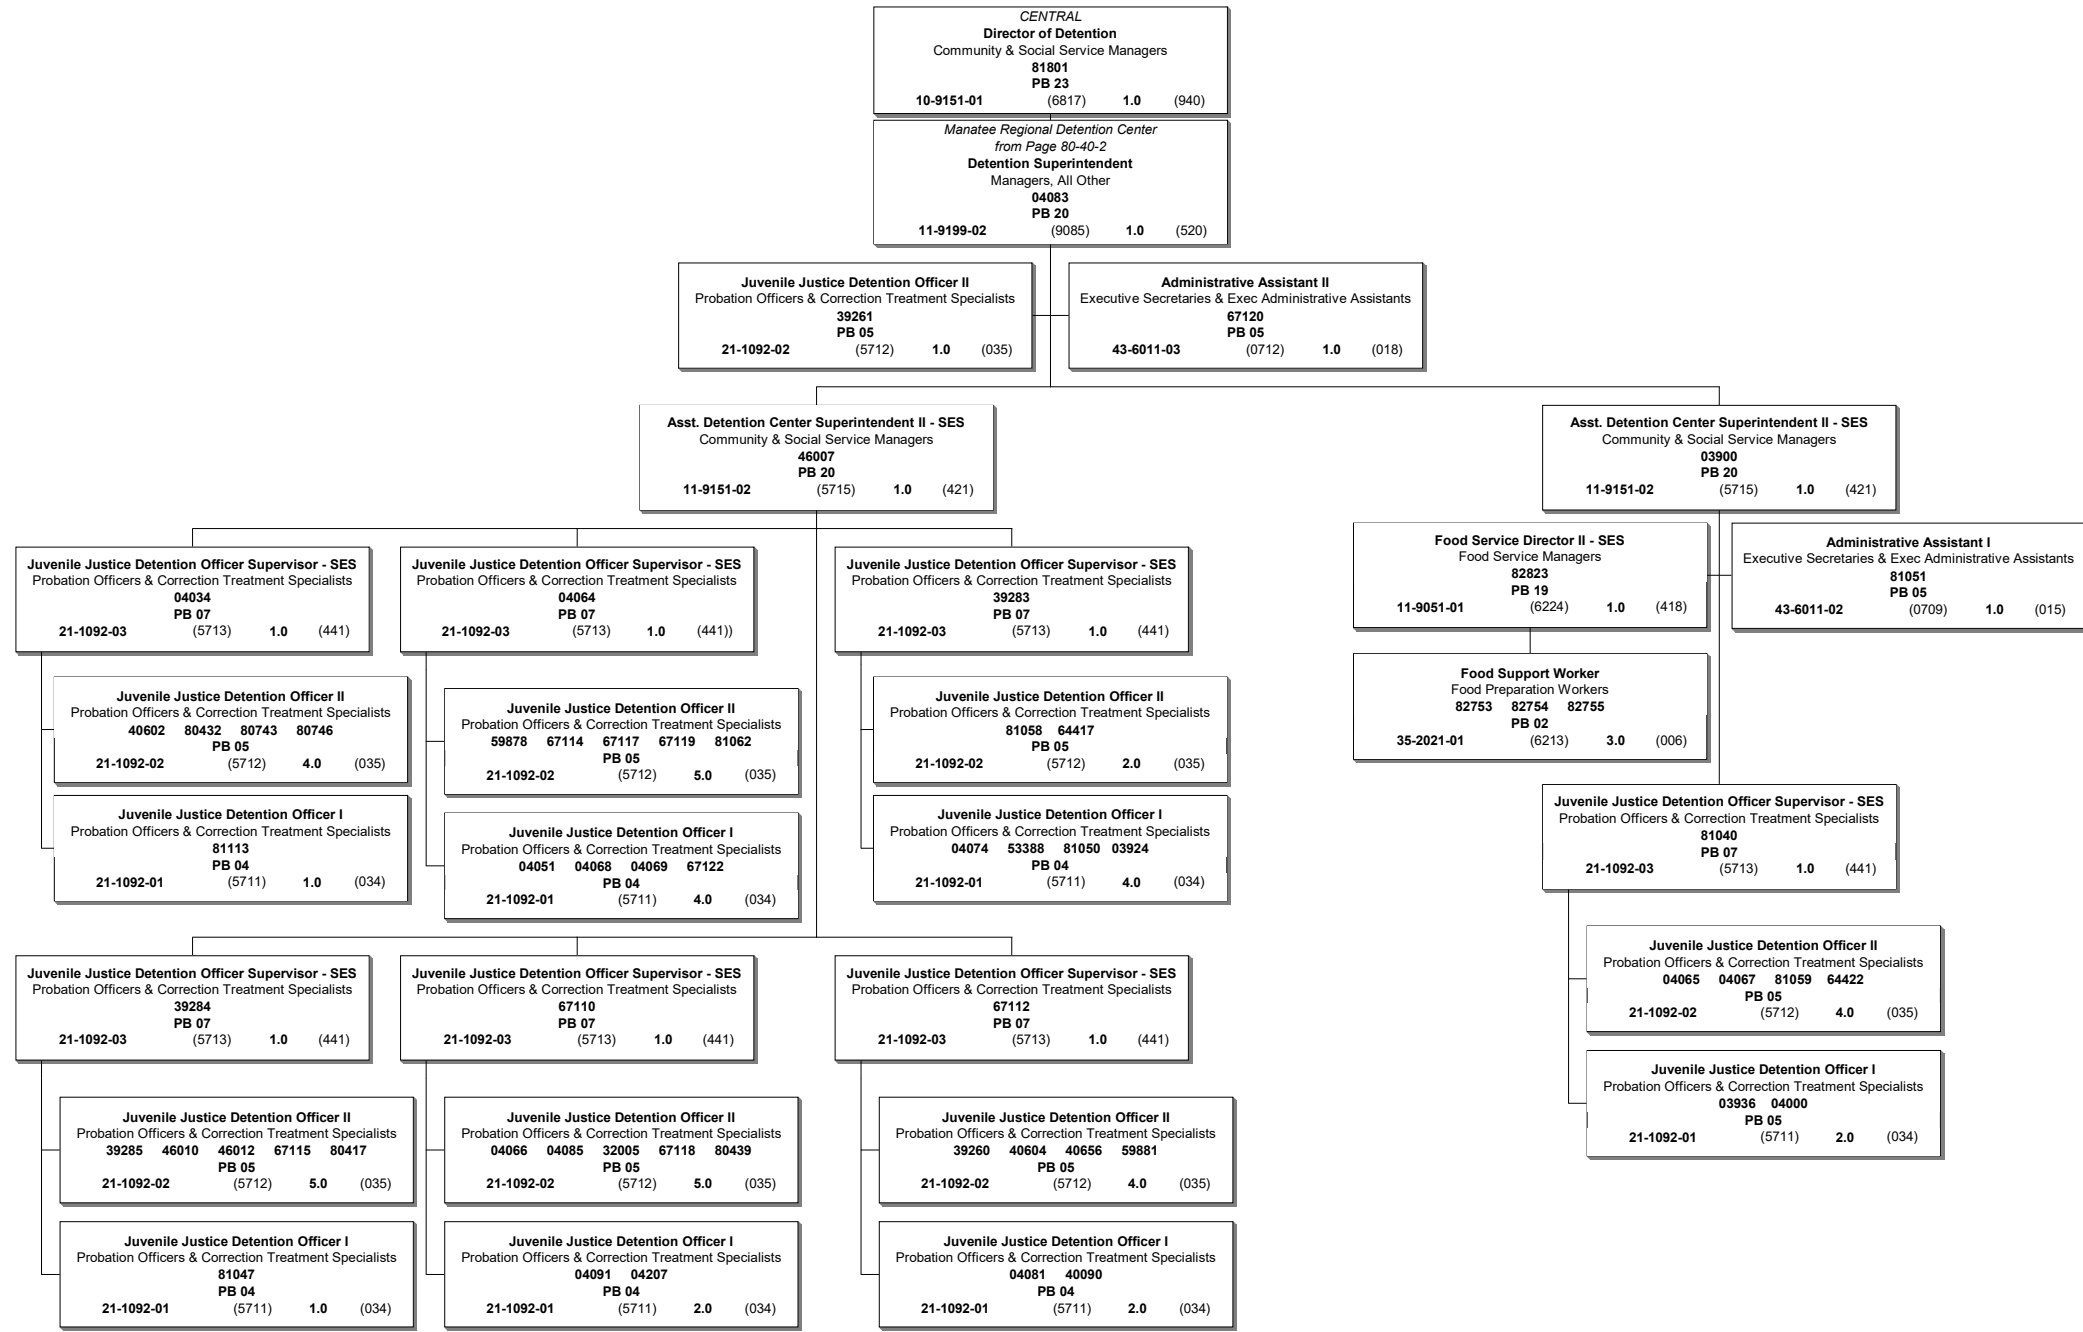 CENTRAL
Director of Detention
Community & Social Service Managers
81801
PB 23
10-9151-01 (6817) 1.0 (940)
Manatee Regional Detention Center
from Page 80-40-2
Detention Superintendent
Managers, All Other
04083
PB 20
11-9199-02 (9085) 1.0 (520)
Juvenile Justice Detention Officer II
Probation Officers & Correction Treatment Specialists
39261
PB 05
21-1092-02 (5712) 1.0 (035)
Administrative Assistant II
Executive Secretaries & Exec Administrative Assistants
67120
PB 05
43-6011-03 (0712) 1.0 (018)
Asst. Detention Center Superintendent II - SES
Community & Social Service Managers
46007
PB 20
11-9151-02 (5715) 1.0 (421)
Asst. Detention Center Superintendent II - SES
Community & Social Service Managers
03900
PB 20
11-9151-02 (5715) 1.0 (421)
Juvenile Justice Detention Officer Supervisor - SES
Probation Officers & Correction Treatment Specialists
04034
PB 07
21-1092-03 (5713) 1.0 (441)
Juvenile Justice Detention Officer Supervisor - SES
Probation Officers & Correction Treatment Specialists
04064
PB 07
21-1092-03 (5713) 1.0 (441))
Juvenile Justice Detention Officer Supervisor - SES
Probation Officers & Correction Treatment Specialists
39283
PB 07
21-1092-03 (5713) 1.0 (441)
Food Service Director II - SES
Food Service Managers
82823
PB 19
11-9051-01 (6224) 1.0 (418)
Administrative Assistant I
Executive Secretaries & Exec Administrative Assistants
81051
PB 05
43-6011-02 (0709) 1.0 (015)
Juvenile Justice Detention Officer II
Probation Officers & Correction Treatment Specialists
40602 80432 80743 80746
PB 05
21-1092-02 (5712) 4.0 (035)
Juvenile Justice Detention Officer II
Probation Officers & Correction Treatment Specialists
59878 67114 67117 67119 81062
PB 05
21-1092-02 (5712) 5.0 (035)
Juvenile Justice Detention Officer II
Probation Officers & Correction Treatment Specialists
81058 64417
PB 05
21-1092-02 (5712) 2.0 (035)
Food Support Worker
Food Preparation Workers
82753 82754 82755
PB 02
35-2021-01 (6213) 3.0 (006)
Juvenile Justice Detention Officer I
Probation Officers & Correction Treatment Specialists
81113
PB 04
21-1092-01 (5711) 1.0 (034)
Juvenile Justice Detention Officer I
Probation Officers & Correction Treatment Specialists
04051 04068 04069 67122
PB 04
21-1092-01 (5711) 4.0 (034)
Juvenile Justice Detention Officer I
Probation Officers & Correction Treatment Specialists
04074 53388 81050 03924
PB 04
21-1092-01 (5711) 4.0 (034)
Juvenile Justice Detention Officer Supervisor - SES
Probation Officers & Correction Treatment Specialists
81040
PB 07
21-1092-03 (5713) 1.0 (441)
Juvenile Justice Detention Officer Supervisor - SES
Probation Officers & Correction Treatment Specialists
39284
PB 07
21-1092-03 (5713) 1.0 (441)
Juvenile Justice Detention Officer Supervisor - SES
Probation Officers & Correction Treatment Specialists
67110
PB 07
21-1092-03 (5713) 1.0 (441)
Juvenile Justice Detention Officer Supervisor - SES
Probation Officers & Correction Treatment Specialists
67112
PB 07
21-1092-03 (5713) 1.0 (441)
Juvenile Justice Detention Officer II
Probation Officers & Correction Treatment Specialists
04065 04067 81059 64422
PB 05
21-1092-02 (5712) 4.0 (035)
Juvenile Justice Detention Officer I
Probation Officers & Correction Treatment Specialists
03936 04000
PB 05
21-1092-01 (5711) 2.0 (034)
Juvenile Justice Detention Officer II
Probation Officers & Correction Treatment Specialists
39285 46010 46012 67115 80417
PB 05
21-1092-02 (5712) 5.0 (035)
Juvenile Justice Detention Officer II
Probation Officers & Correction Treatment Specialists
04066 04085 32005 67118 80439
PB 05
21-1092-02 (5712) 5.0 (035)
Juvenile Justice Detention Officer II
Probation Officers & Correction Treatment Specialists
39260 40604 40656 59881
PB 05
21-1092-02 (5712) 4.0 (035)
Juvenile Justice Detention Officer I
Probation Officers & Correction Treatment Specialists
81047
PB 04
21-1092-01 (5711) 1.0 (034)
Juvenile Justice Detention Officer I
Probation Officers & Correction Treatment Specialists
04091 04207
PB 04
21-1092-01 (5711) 2.0 (034)
Juvenile Justice Detention Officer I
Probation Officers & Correction Treatment Specialists
04081 40090
PB 04
21-1092-01 (5711) 2.0 (034)